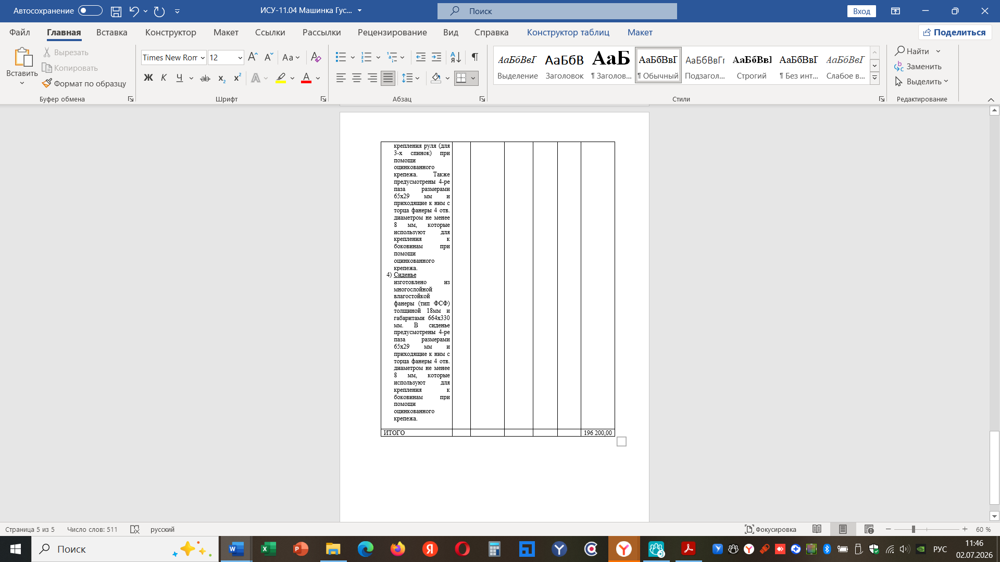 Автосохранение
ИСУ-11.04 Машинка Гус...
Поиск
Вход
Файл Главная Вставка Конструктор Макет Ссылки Рассылки Рецензирование Вид Справка Конструктор таблиц Макет Поделиться
Вставить
Вырезать
Копировать
Формат по образцу
Буфер обмена
Times New Rom 12
Шрифт
Абзац
АаБбВвГ АаБбВ АаБ АаБбВвГ АаБбВвГг АаБбВвІ АаБбВвГ АаБбВвГ
Выделение Заголовок ¶ Заголов... ¶ Обычный Подзагол... Строгий ¶ Без инт... Слабое в...
Стили
Найти
Заменить
Выделить
Редактирование
крепления руля (для
3-х спинок) при
помощи
оцинкованного
крепежа. Также
предусмотрены 4-ре
паза размерами
65х29 мм и
приходящие к ним с
торца фанеры 4 отв.
диаметром не менее
8 мм, которые
используют для
крепления к
боковинам при
помощи
оцинкованного
крепежа.
4) Сиденье
изготовлено из
многослойной
влагостойкой
фанеры (тип ФСФ)
толщиной 18мм и
габаритами 664х330
мм. В сиденье
предусмотрены 4-ре
паза размерами
65х29 мм и
приходящие к ним с
торца фанеры 4 отв.
диаметром не менее
8 мм, которые
используют для
крепления к
боковинам при
помощи
оцинкованного
крепежа.
ИТОГО 196 200,00
Страница 5 из 5 Число слов: 511 русский Фокусировка 60 %
Поиск
РУС
11:46
02.07.2026